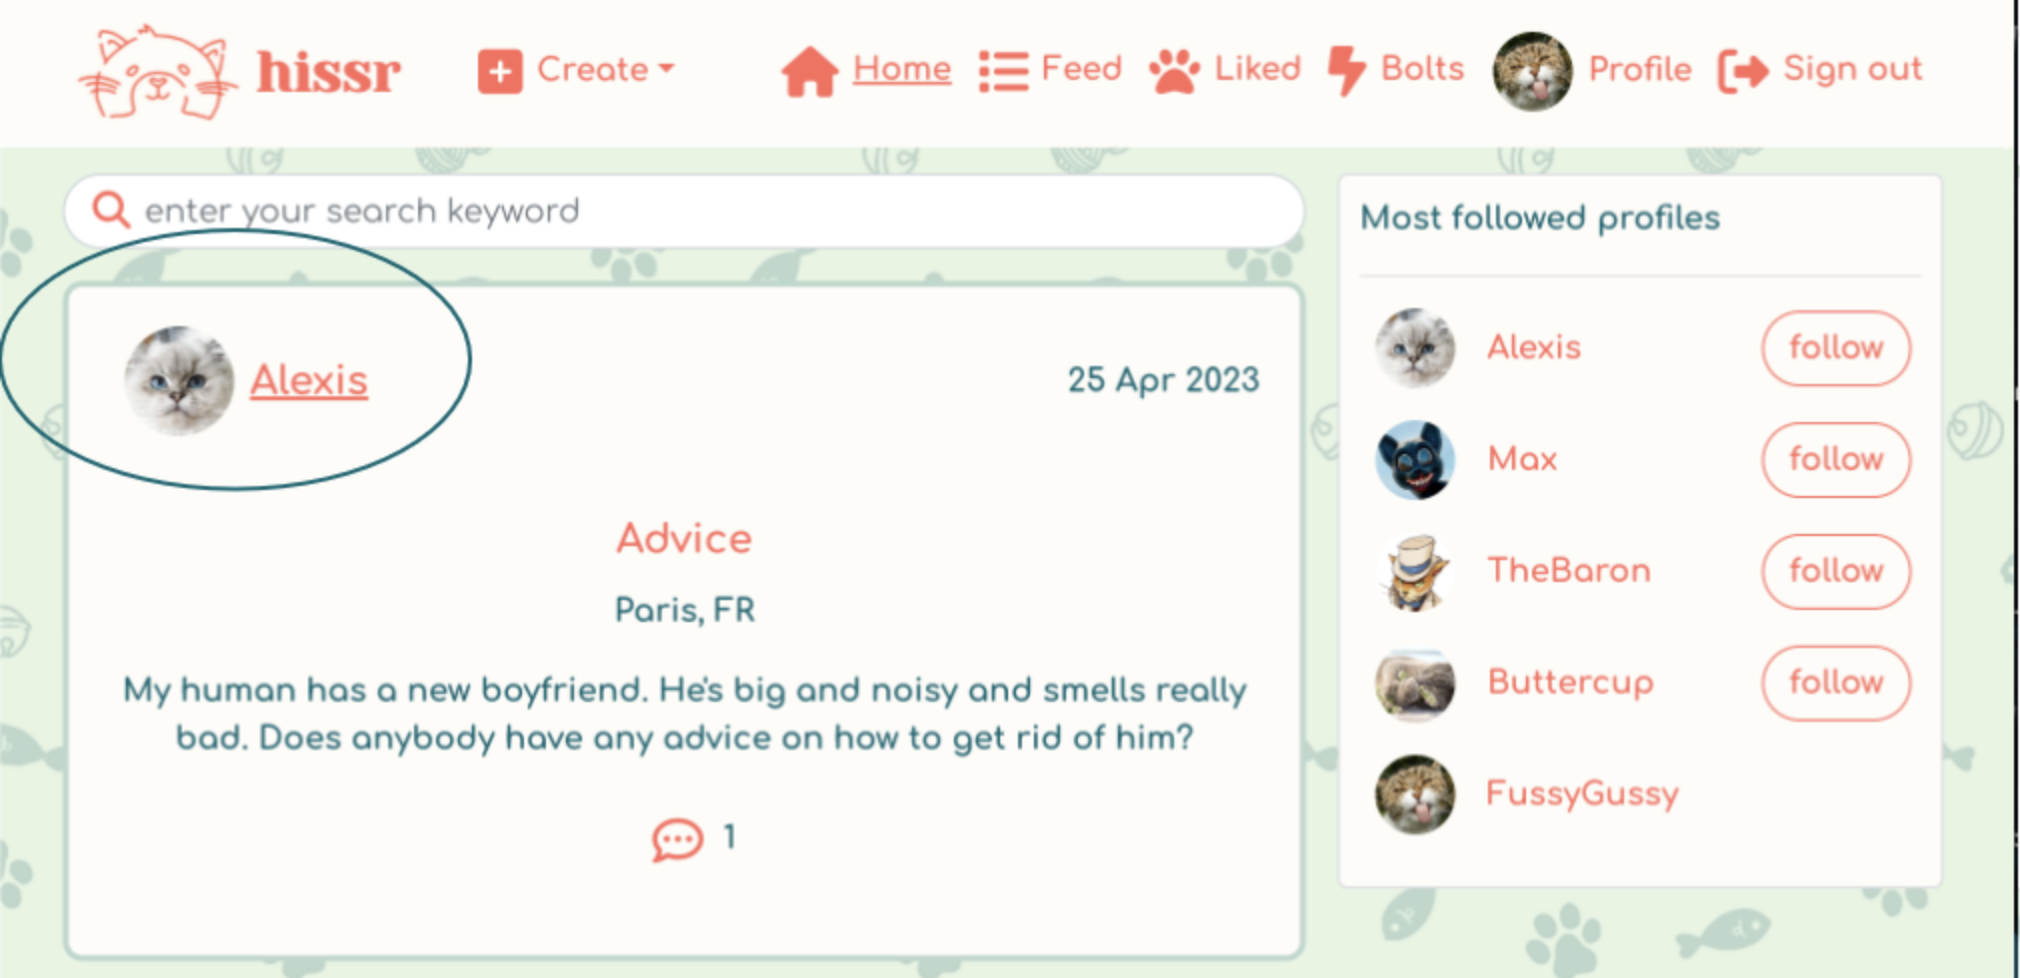 hissr
Create
Home
Feed
Liked
Bolts
Profile
Sign out
enter your search keyword
Alexis
25 Apr 2023
Advice
Paris, FR
My human has a new boyfriend. He's big and noisy and smells really
bad. Does anybody have any advice on how to get rid of him?
1
Most followed profiles
Alexis follow
Max follow
TheBaron follow
Buttercup follow
FussyGussy